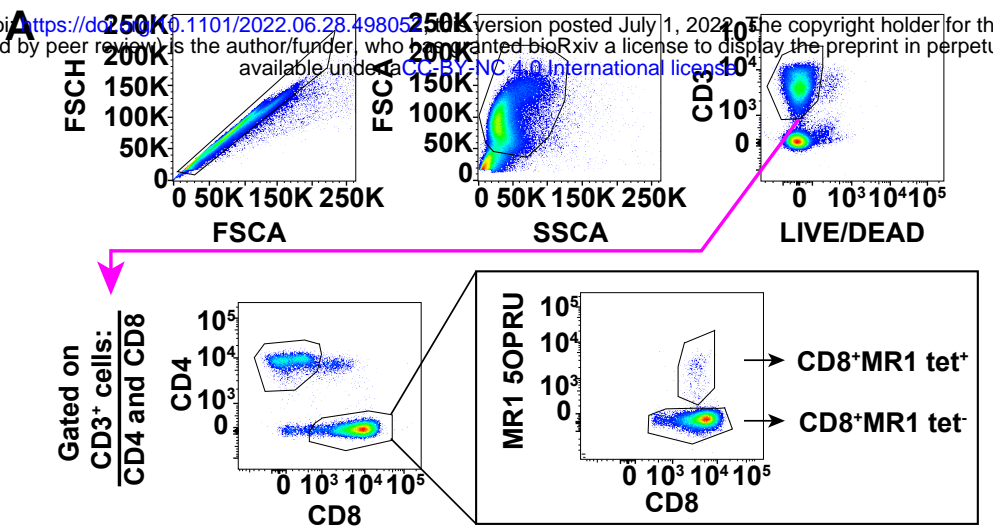 bioRxiv preprint doi: https://doi.org/10.1101/2022.06.28.498052; this version posted July 1, 2022. The copyright holder for th
d by peer review) is the author/funder, who has granted bioRxiv a license to display the preprint in perpetu
available under a CC-BY-NC 4.0 International license.
A
FSCH
250K
200K
150K
100K
50K
0
0 50K 150K 250K
FSCA
FSCA
250K
200K
150K
100K
50K
0
0 50K 150K 250K
SSCA
CD3
10⁵
10⁴
10³
0
0 10³ 10⁴ 10⁵
LIVE/DEAD
Gated on
CD3⁺ cells:
CD4 and CD8
CD4
10⁵
10⁴
10³
0
0 10³ 10⁴ 10⁵
CD8
MR1 5OPRU
10⁵
10⁴
10³
0
0 10³ 10⁴ 10⁵
CD8
CD8⁺MR1 tet⁺
CD8⁺MR1 tet⁻